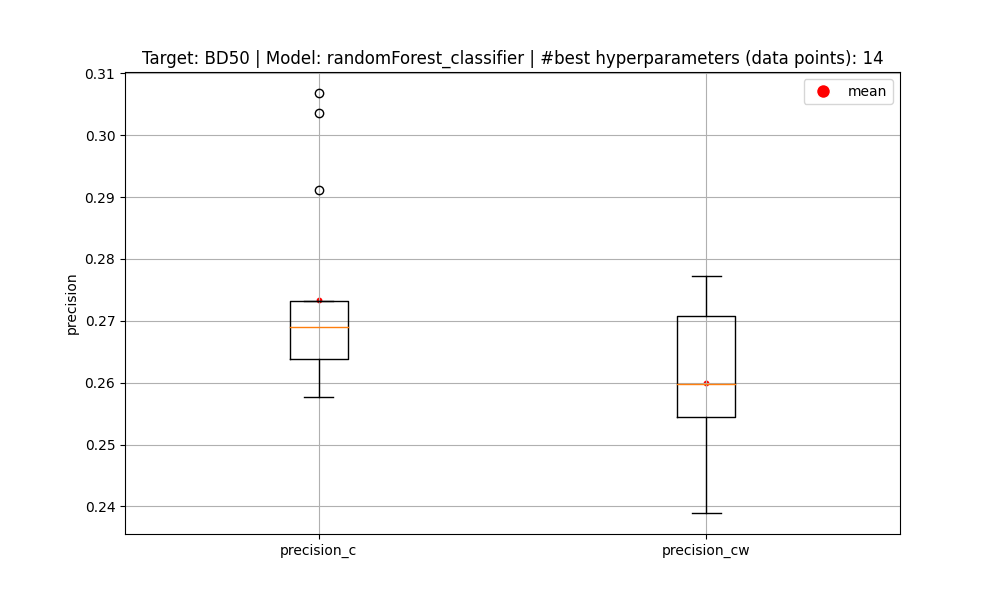 Target: BD50 | Model: randomForest_classifier | #best hyperparameters (data points): 14
mean
0.31
0.30
0.29
0.28
0.27
0.26
0.25
0.24
precision
precision_c
precision_cw